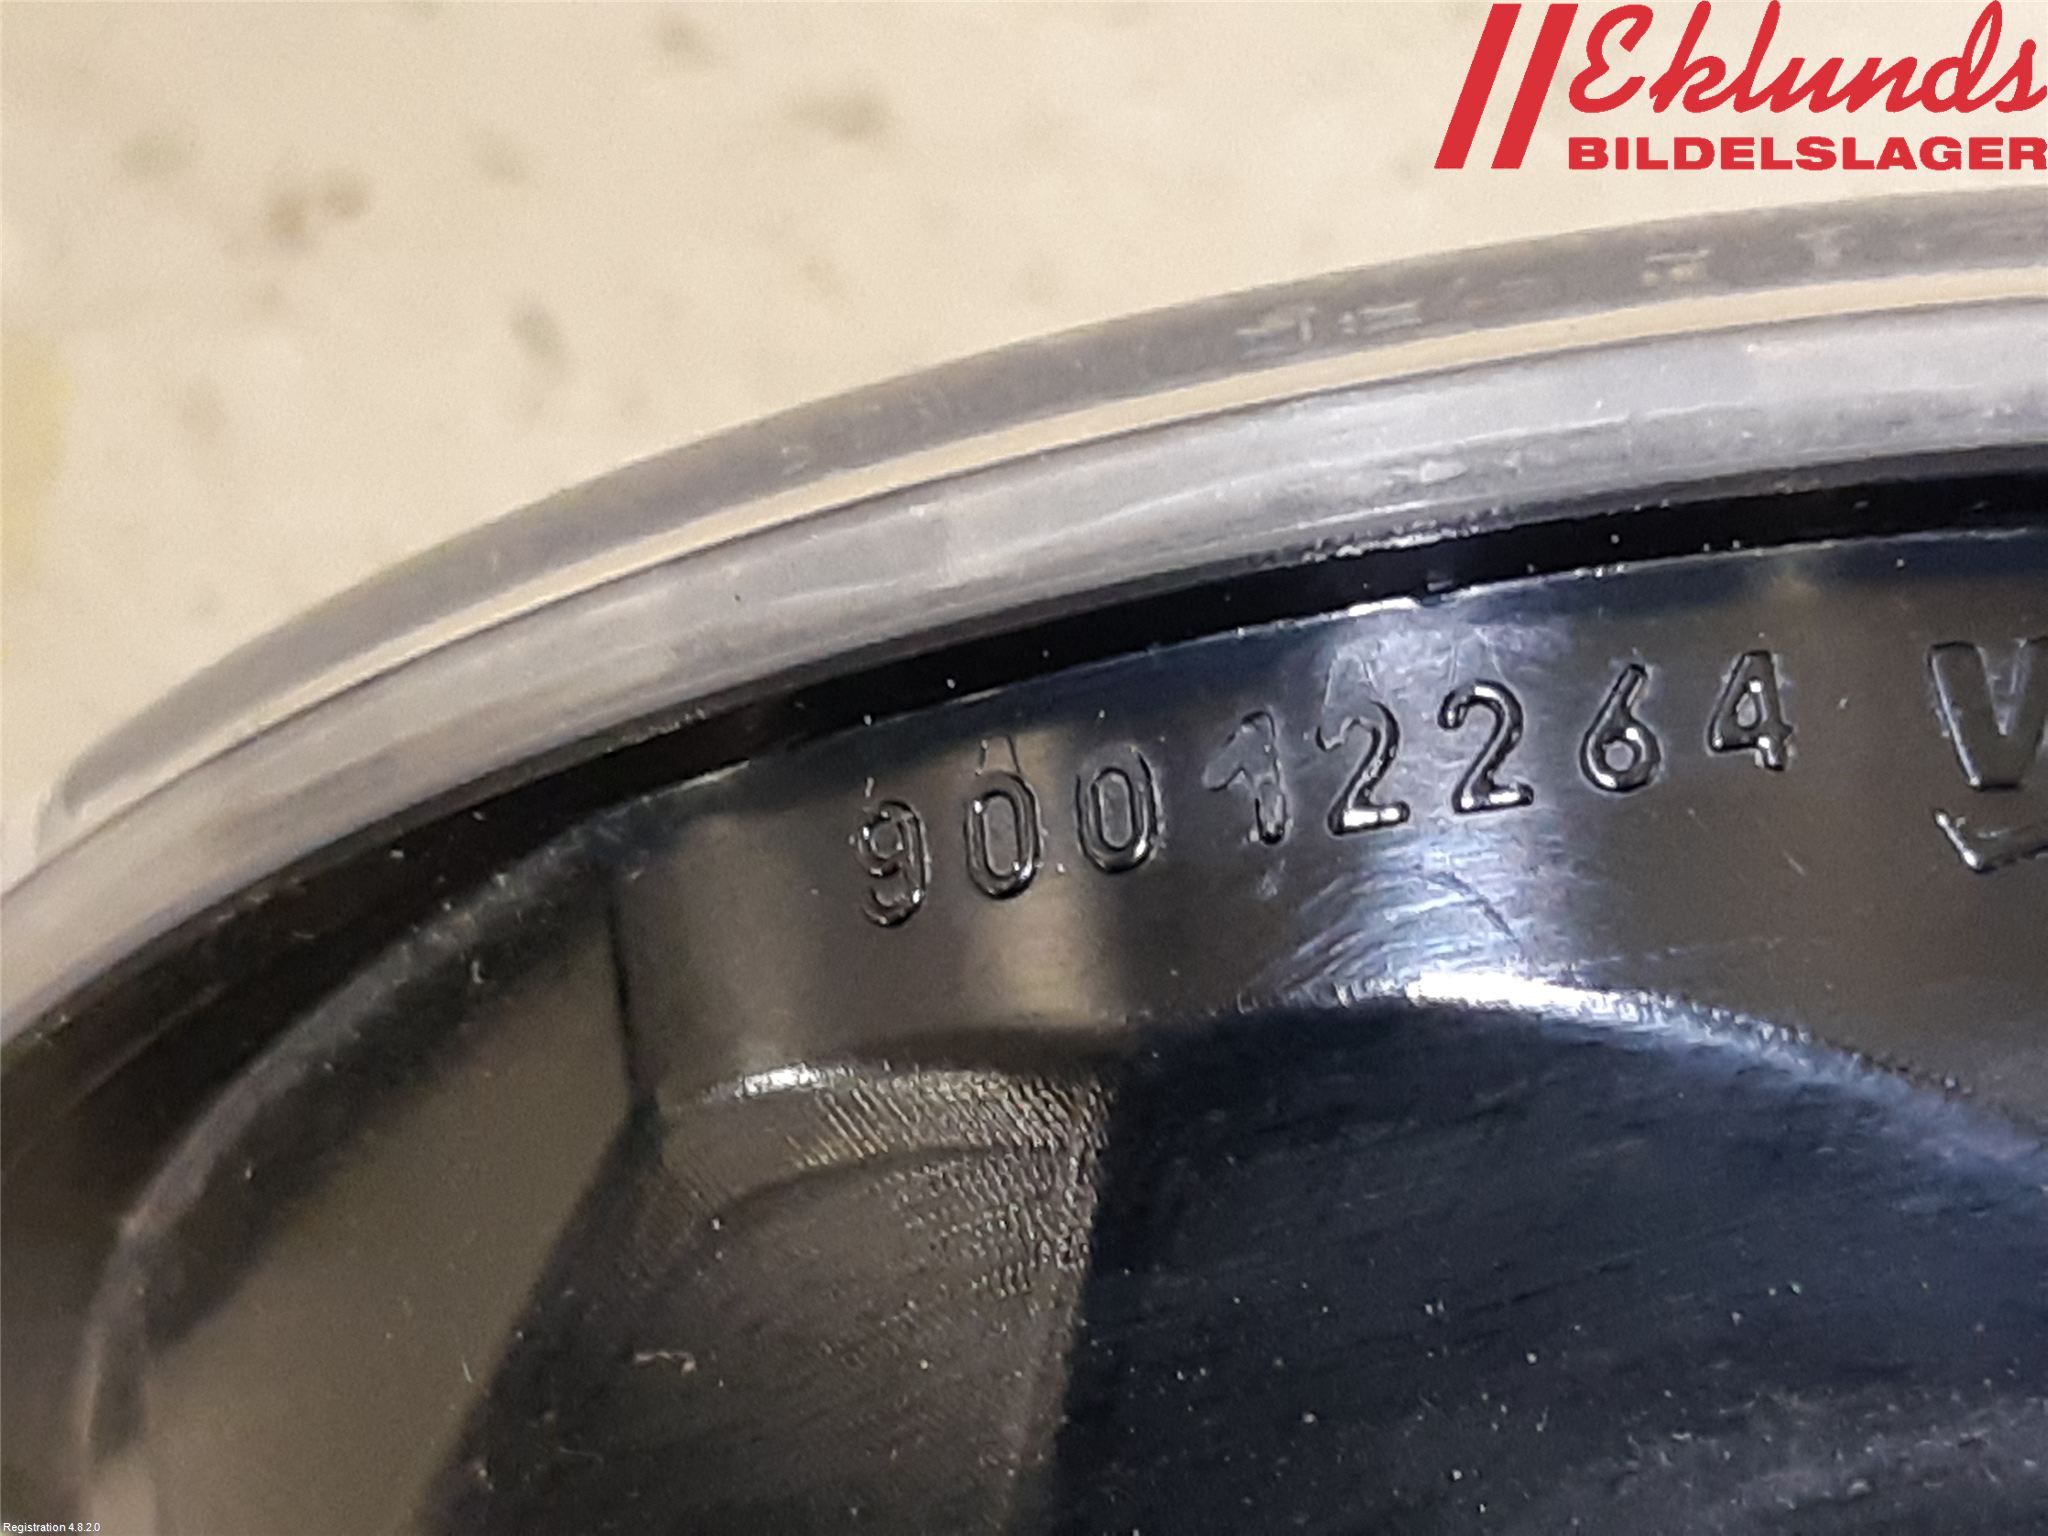 Eklunds
BILDELSLAGER
90012264 V
Registration 4.8.2.0